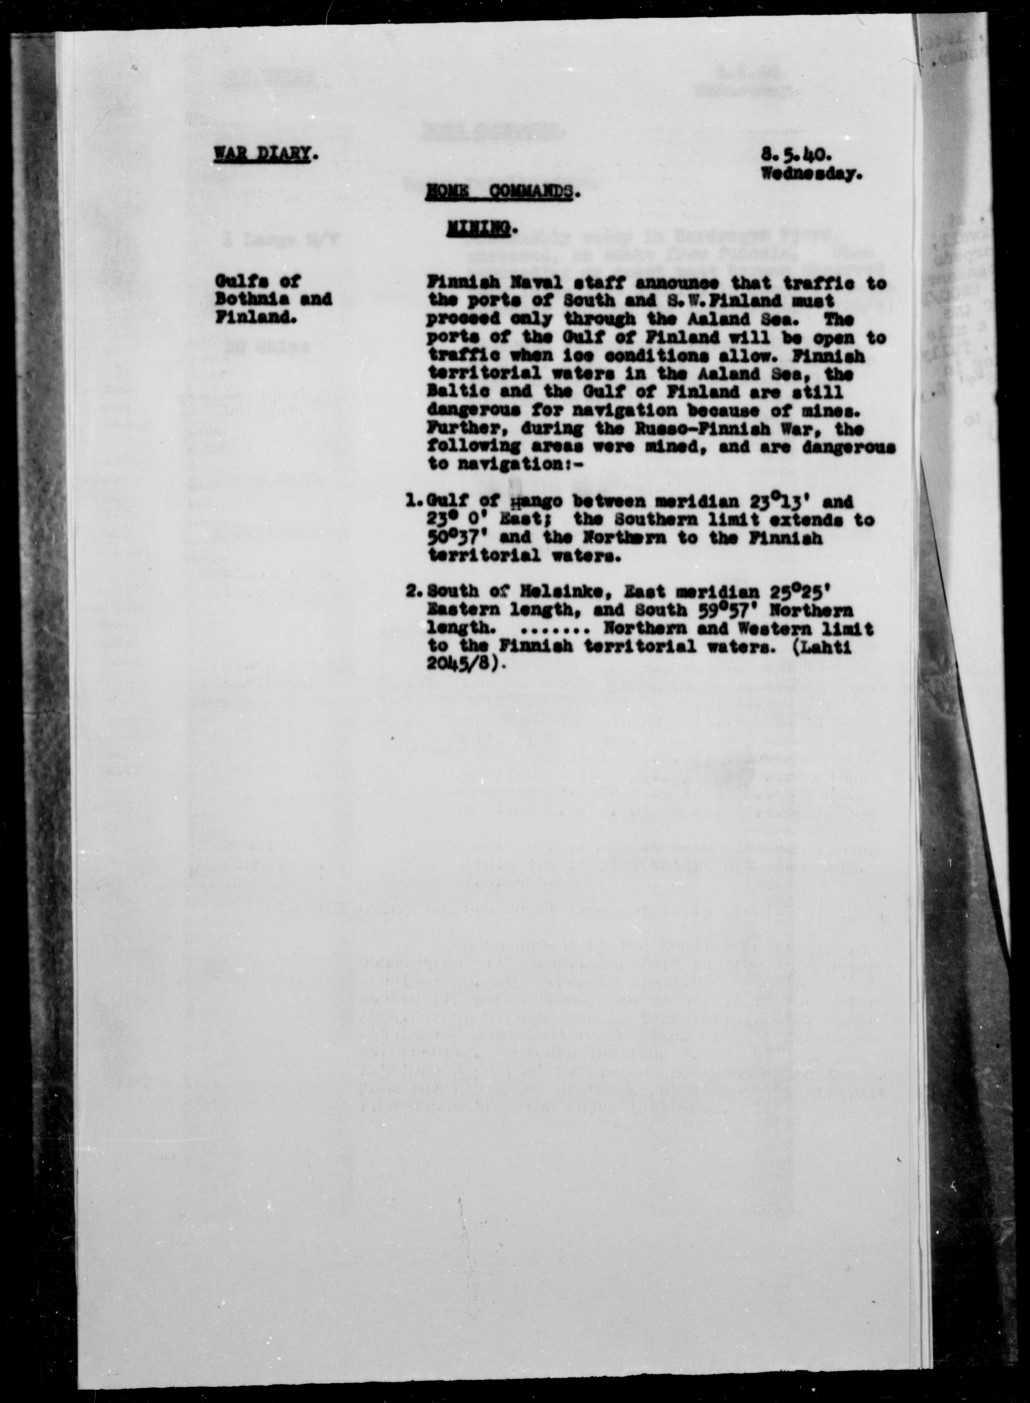 WAR DIARY.
8.5.40.
Wednesday.
HOME COMMANDS.
MINING.
Gulfs of
Bothnia and
Finland.
Finnish Naval staff announce that traffic to
the ports of South and S.W.Finland must
proceed only through the Aaland Sea. The
ports of the Gulf of Finland will be open to
traffic when ice conditions allow. Finnish
territorial waters in the Aaland Sea, the
Baltic and the Gulf of Finland are still
dangerous for navigation because of mines.
Further, during the Russo-Finnish War, the
following areas were mined, and are dangerous
to navigation:-
1. Gulf of Hango between meridian 23°13' and
23° 0' East; the Southern limit extends to
50°37' and the Northern to the Finnish
territorial waters.
2. South of Helsinke, East meridian 25°25'
Eastern length, and South 59°57' Northern
length. ....... Northern and Western limit
to the Finnish territorial waters. (Lahti
2045/8).